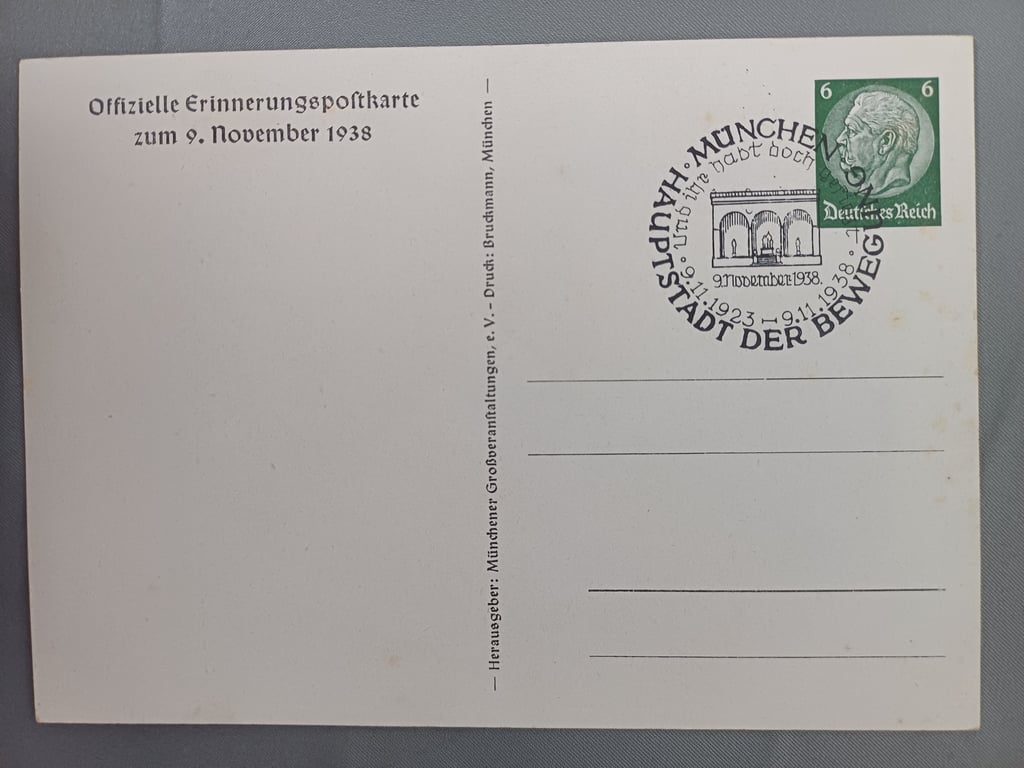 Offizielle Erinnerungspostkarte
zum 9. November 1938
— Herausgeber: Münchener Großveranstaltungen, e. V. – Druck: Bruckmann, München —
6 6
Deutsches Reich
MÜNCHEN
HAUPTSTADT DER BEWEGUNG
Und ihr habt doch
9. November 1938.
9.11.1923 – 9.11.1938